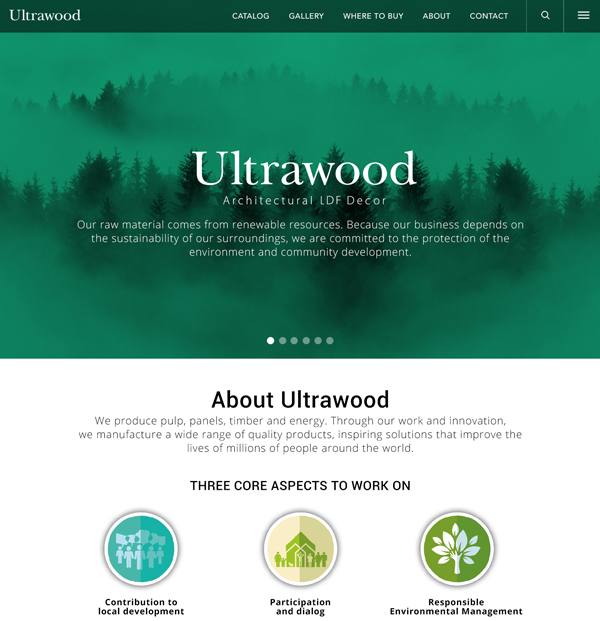 Ultrawood
CATALOG GALLERY WHERE TO BUY ABOUT CONTACT
Ultrawood
Architectural LDF Decor
Our raw material comes from renewable resources. Because our business depends on
the sustainability of our surroundings, we are committed to the protection of the
environment and community development.
About Ultrawood
We produce pulp, panels, timber and energy. Through our work and innovation,
we manufacture a wide range of quality products, inspiring solutions that improve the
lives of millions of people around the world.
THREE CORE ASPECTS TO WORK ON
Contribution to
local development
Participation
and dialog
Responsible
Environmental Management